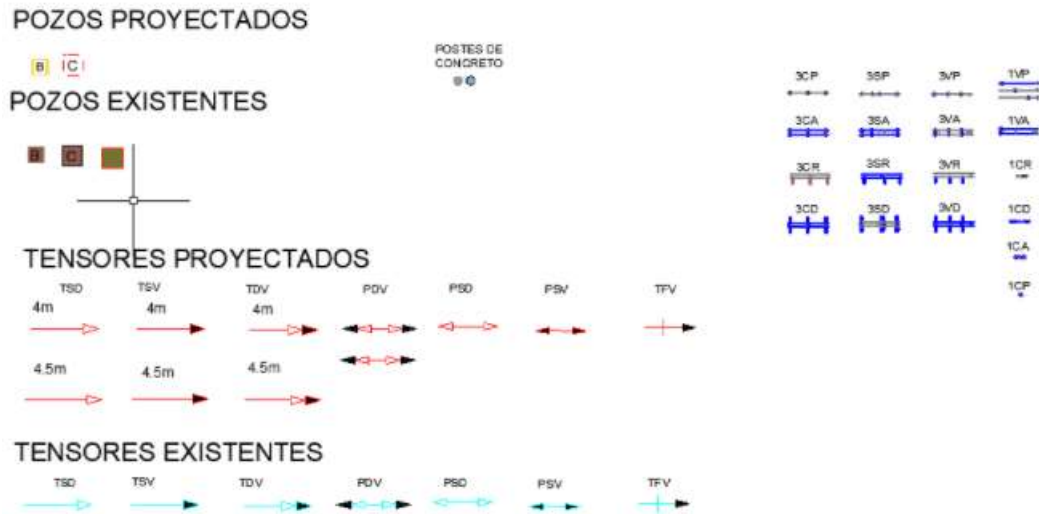 POZOS PROYECTADOS
B C
POSTES DE
CONCRETO
POZOS EXISTENTES
B C
3CP 3SP 3VP 1VP
3CA 3SA 3VA 1VA
3CR 3SR 3VR 1CR
3CD 3SD 3VD 1CD
1CA
1CP
TENSORES PROYECTADOS
TSD TSV TDV PDV PSD PSV TFV
4m 4m 4m
4.5m 4.5m 4.5m
TENSORES EXISTENTES
TSD TSV TDV PDV PSD PSV TFV